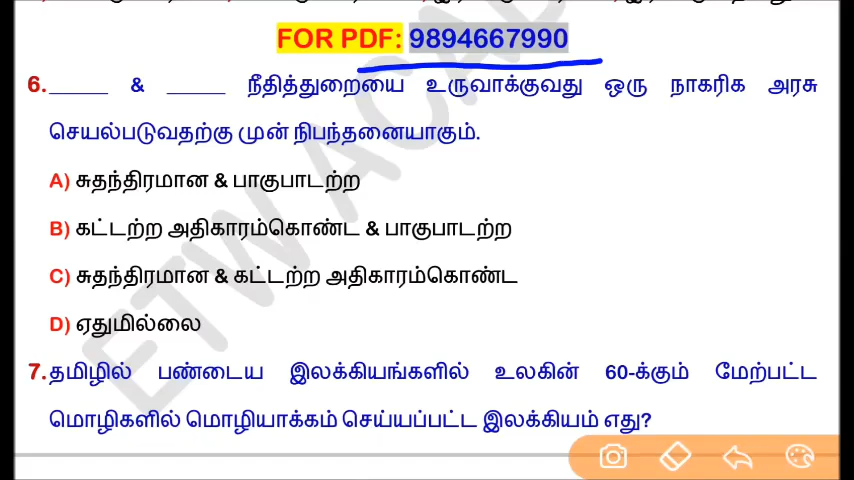 FOR PDF: 9894667990
6. _____ & _____ நீதித்துறையை உருவாக்குவது ஒரு நாகரிக அரசு
செயல்படுவதற்கு முன் நிபந்தனையாகும்.
A) சுதந்திரமான & பாகுபாடற்ற
B) கட்டற்ற அதிகாரம்கொண்ட & பாகுபாடற்ற
C) சுதந்திரமான & கட்டற்ற அதிகாரம்கொண்ட
D) ஏதுமில்லை
7. தமிழில் பண்டைய இலக்கியங்களில் உலகின் 60-க்கும் மேற்பட்ட
மொழிகளில் மொழியாக்கம் செய்யப்பட்ட இலக்கியம் எது?